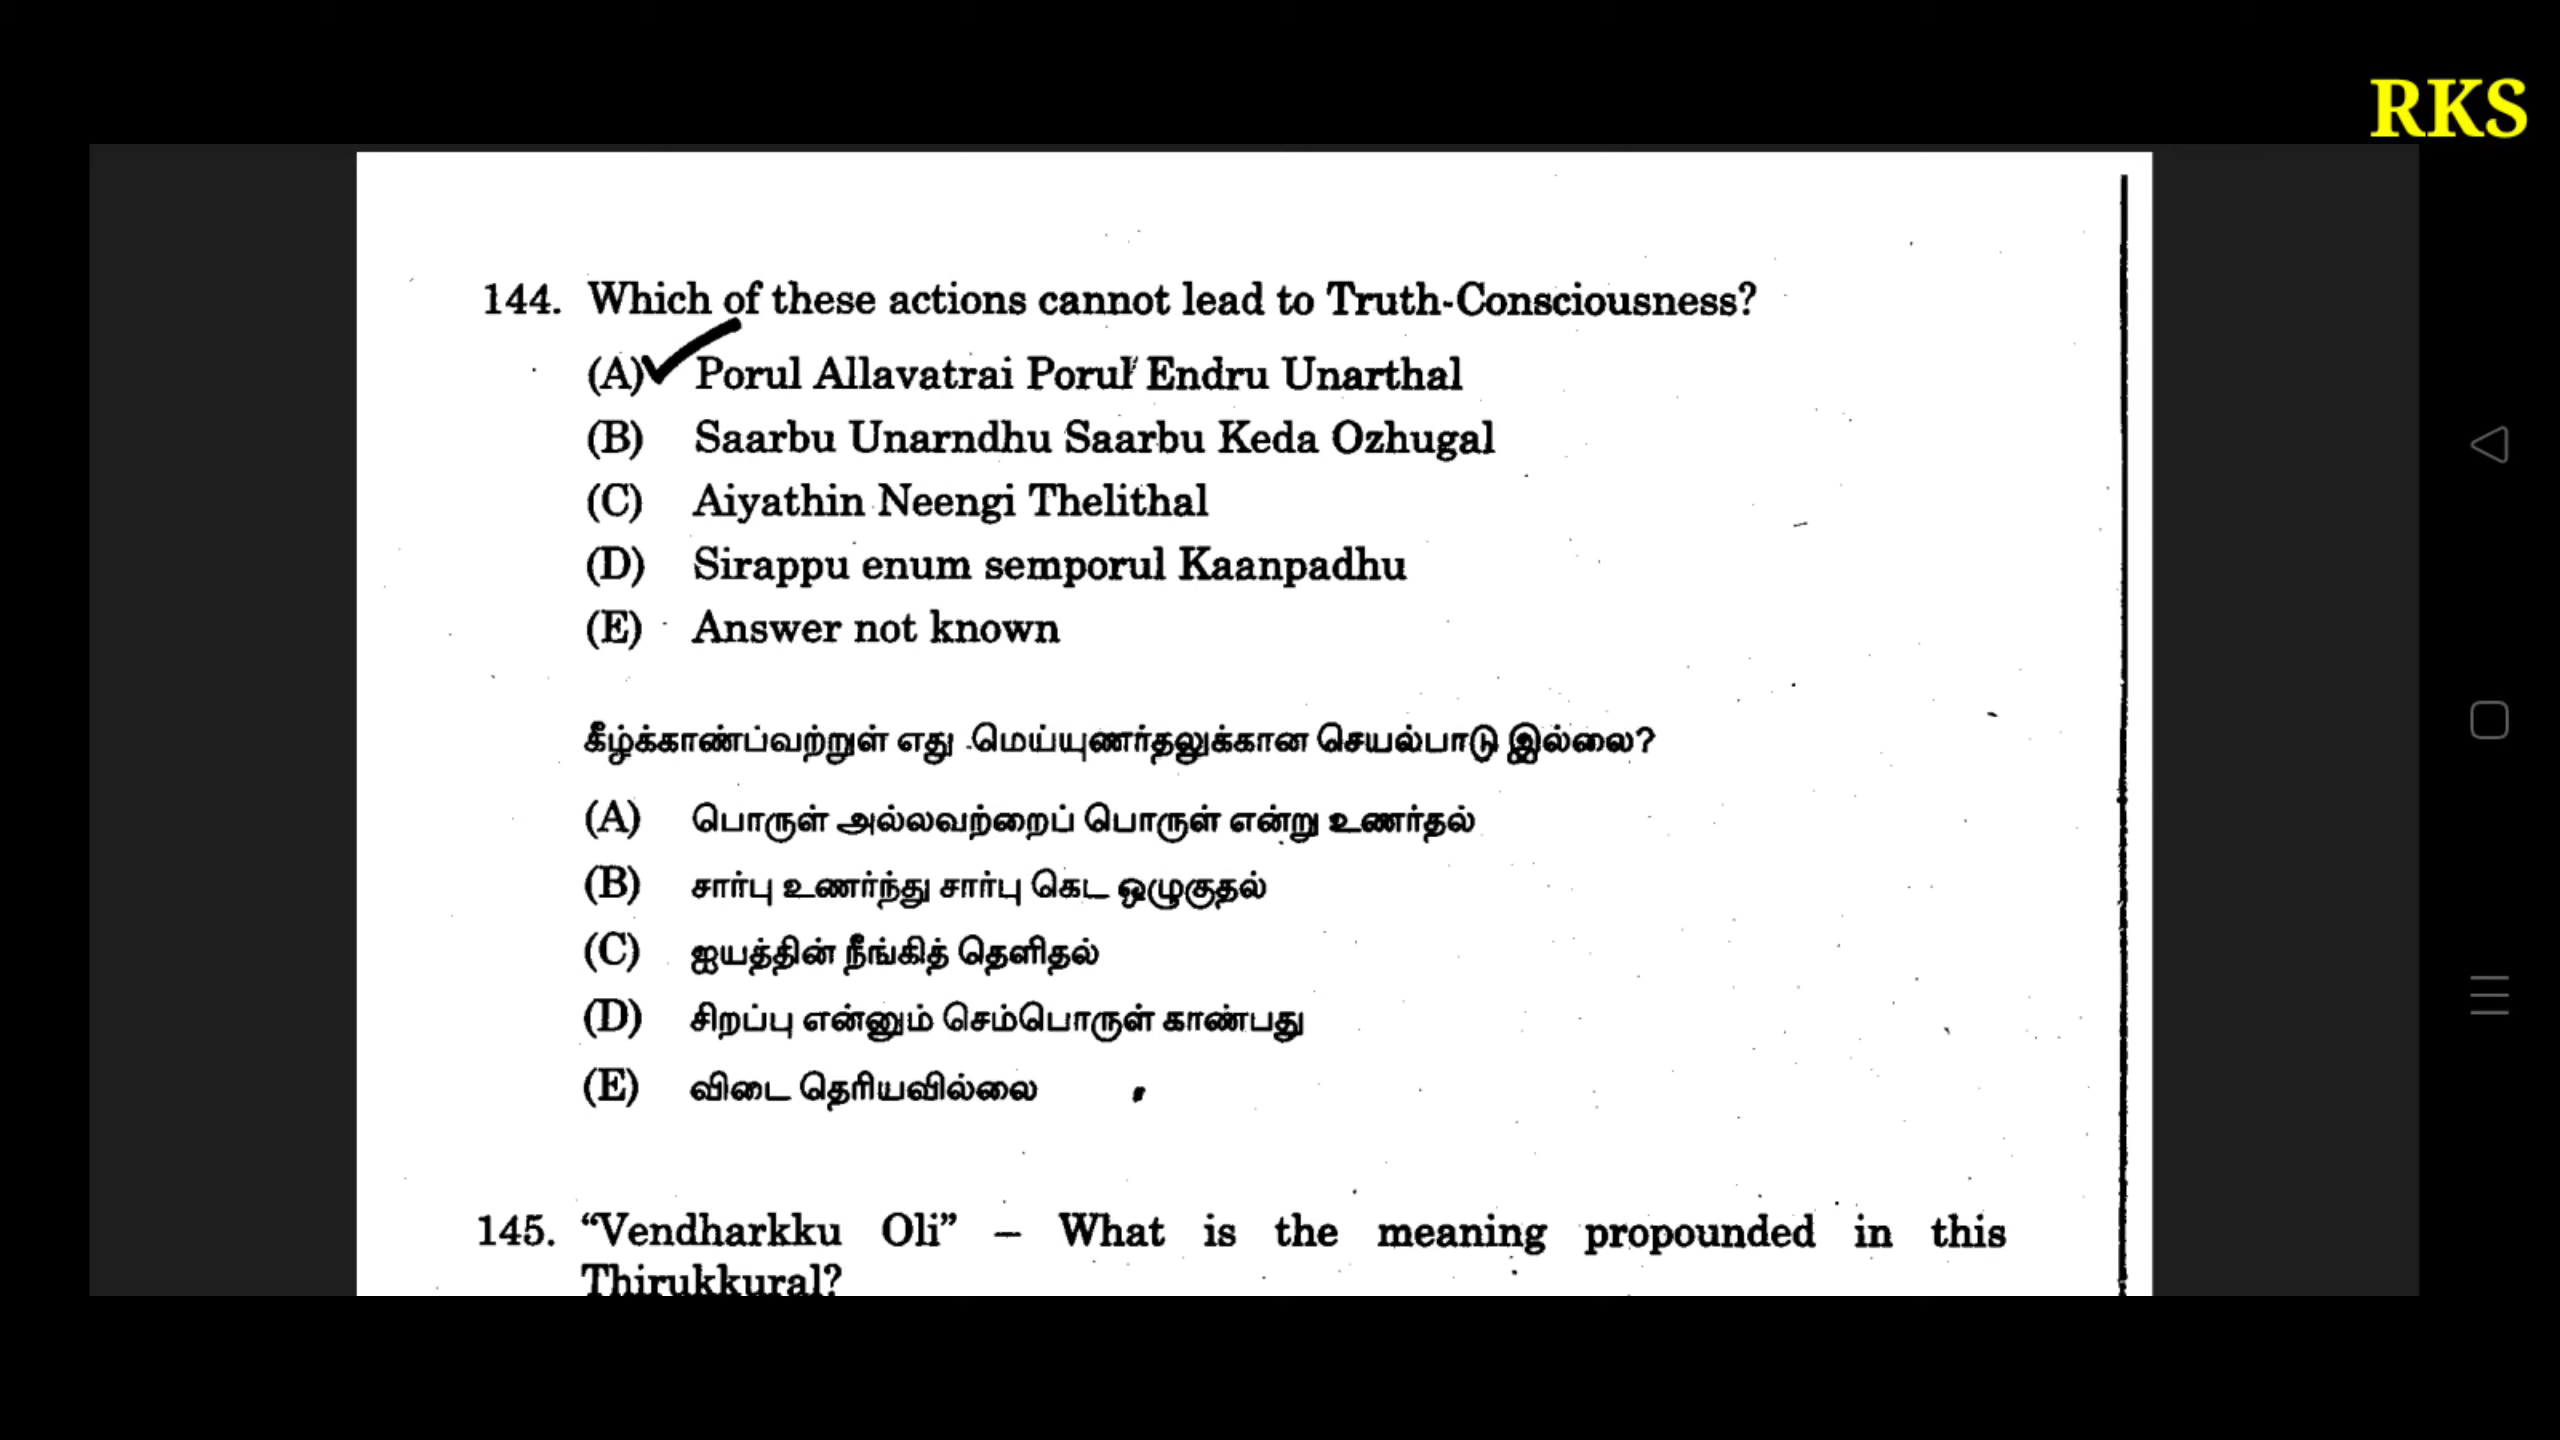 RKS
144. Which of these actions cannot lead to Truth-Consciousness?
(A) Porul Allavatrai Porul Endru Unarthal
(B) Saarbu Unarndhu Saarbu Keda Ozhugal
(C) Aiyathin Neengi Thelithal
(D) Sirappu enum semporul Kaanpadhu
(E) Answer not known
கீழ்க்காண்ப்வற்றுள் எது மெய்யுணர்தலுக்கான செயல்பாடு இல்லை?
(A) பொருள் அல்லவற்றைப் பொருள் என்று உணர்தல்
(B) சார்பு உணர்ந்து சார்பு கெட ஒழுகுதல்
(C) ஐயத்தின் நீங்கித் தெளிதல்
(D) சிறப்பு என்னும் செம்பொருள் காண்பது
(E) விடை தெரியவில்லை
145. “Vendharkku Oli” – What is the meaning propounded in this
Thirukkural?